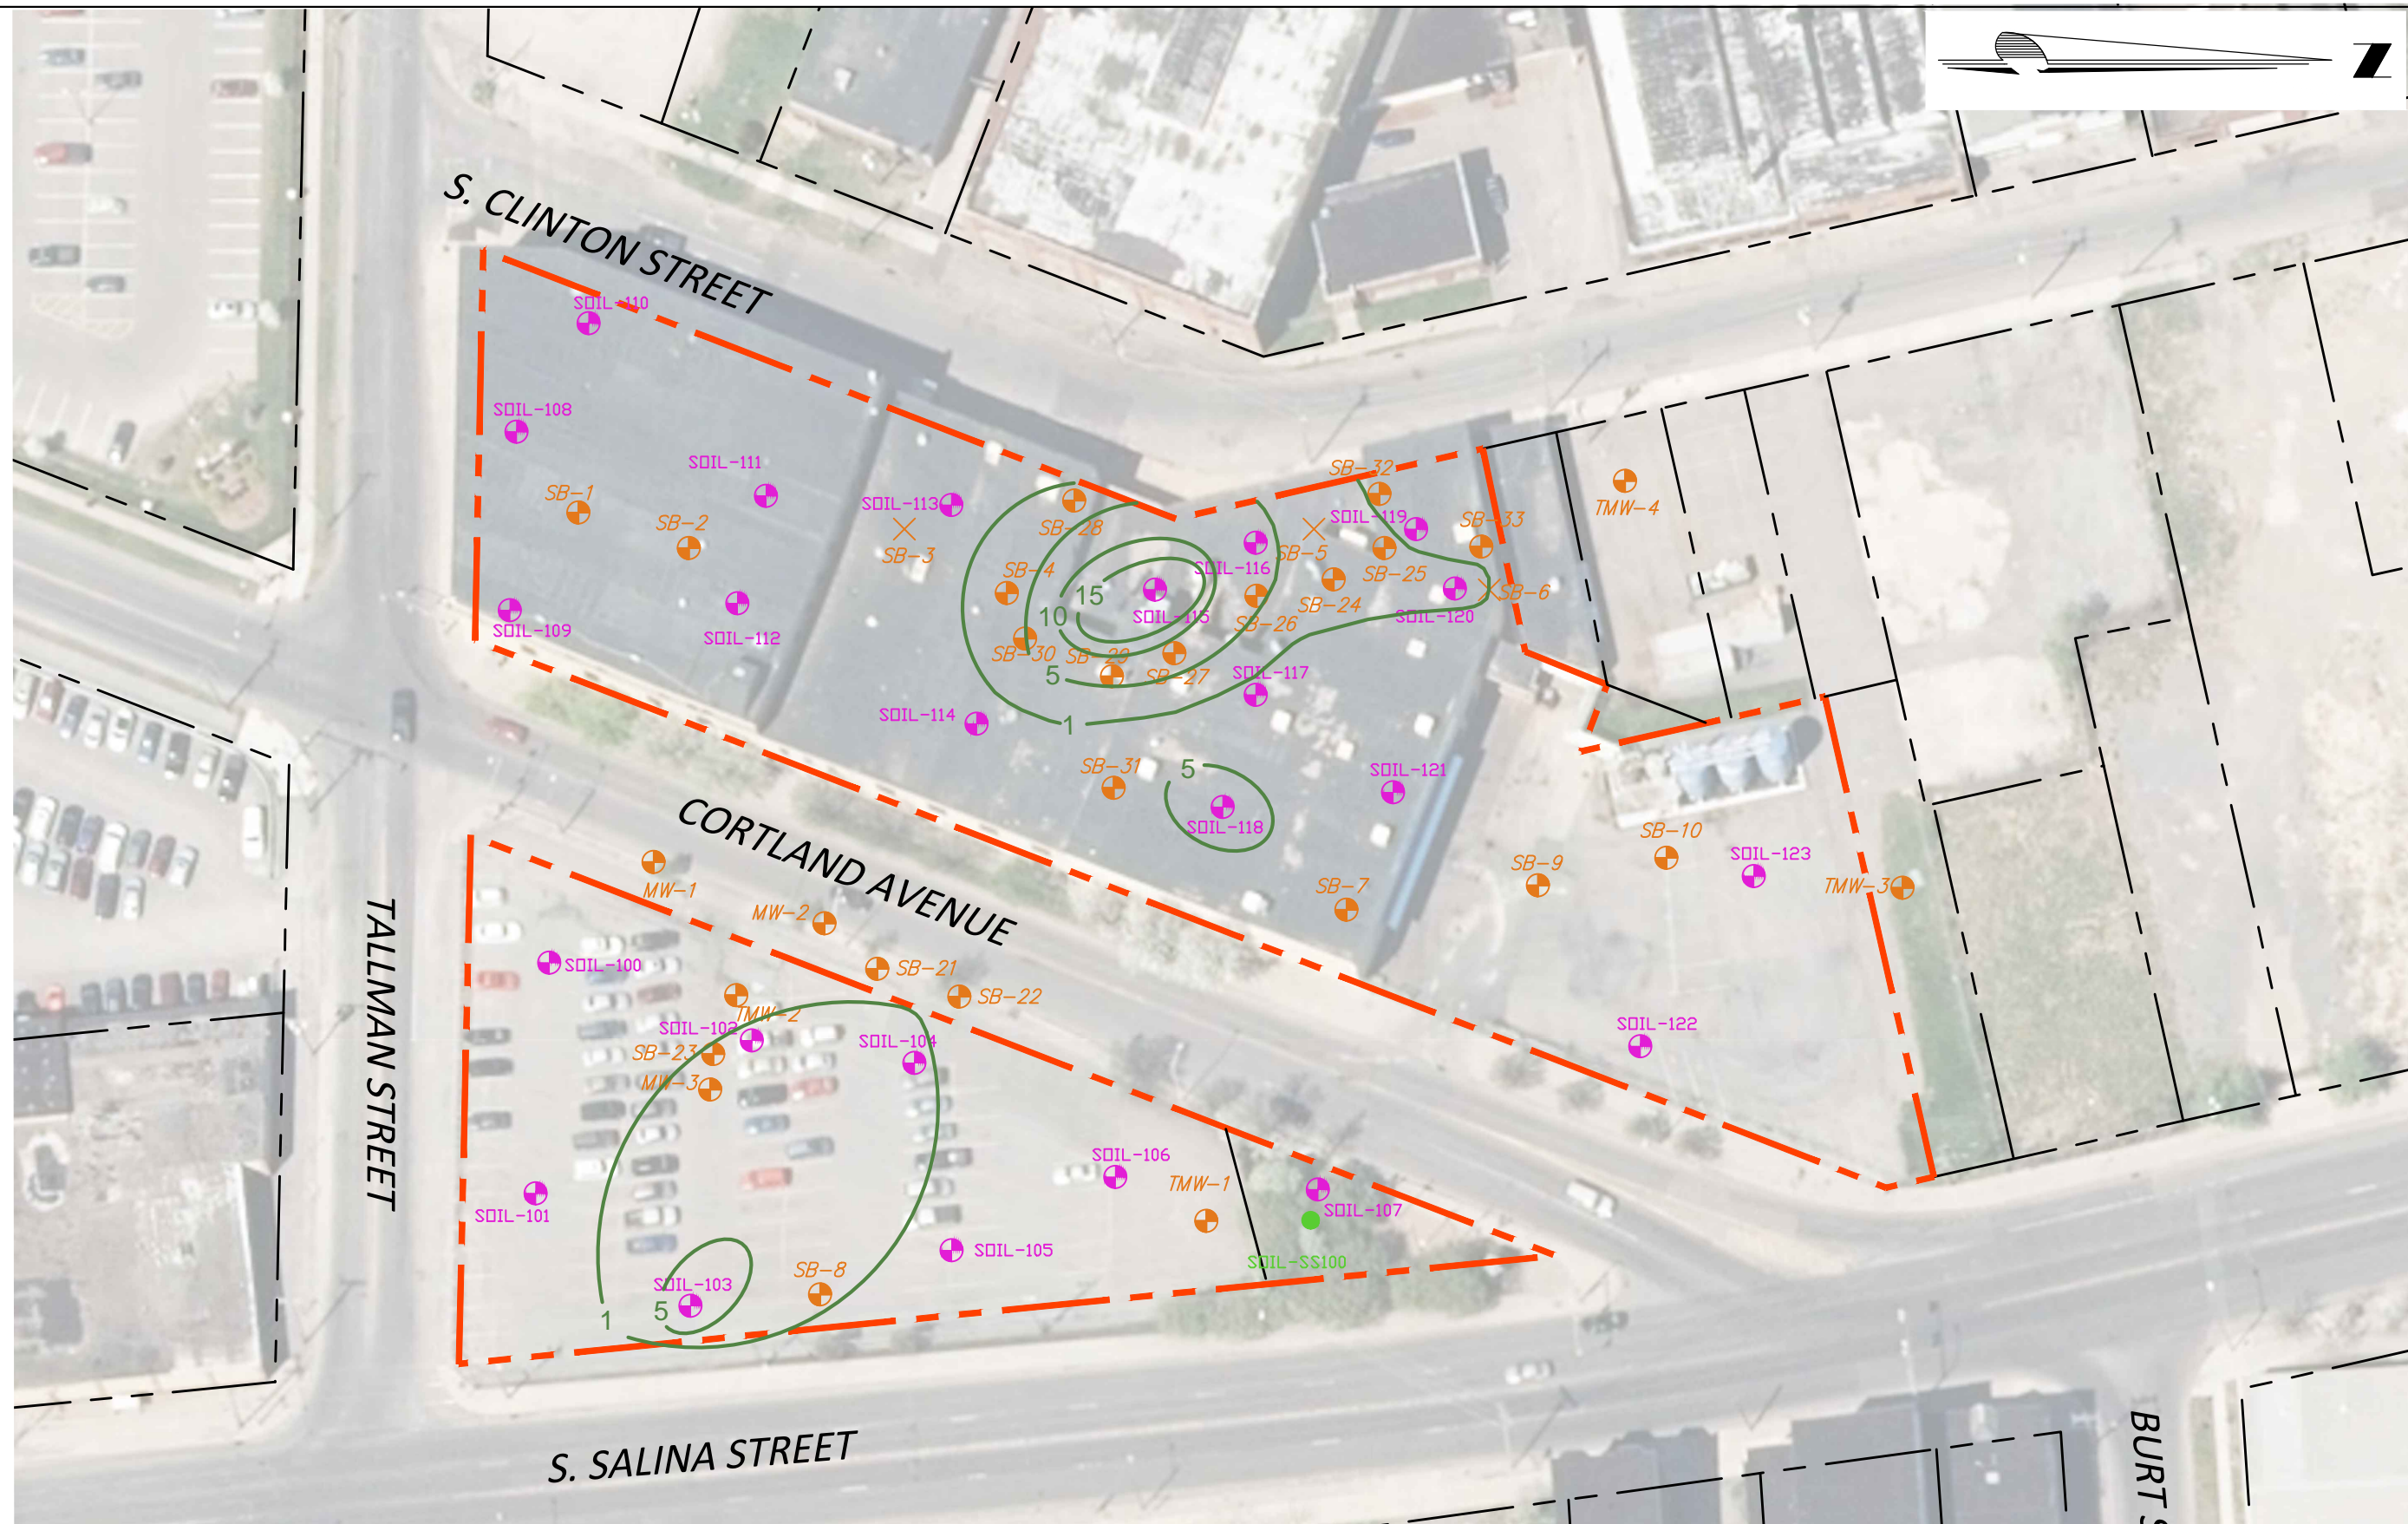 Z
S. CLINTON STREET
SOIL-110
SOIL-108
SOIL-111
SB-1
SB-2
SOIL-113
SB-3
SB-28
SB-32
SOIL-119
SB-33
TMW-4
SB-5
SOIL-116
SB-25
SB-4
SB-24
SB-6
15
10
SOIL-115
SB-26
SOIL-120
SOIL-109
SOIL-112
SB-30
SB-29
5
SB-27
SOIL-117
SOIL-114
1
SB-31
5
SOIL-121
SOIL-118
CORTLAND AVENUE
SB-10
SOIL-123
SB-9
SB-7
TMW-3
MW-1
MW-2
TALLMAN STREET
SOIL-100
SB-21
SB-22
TMW-2
SOIL-102
SOIL-104
SB-23
MW-3
SOIL-122
SOIL-106
TMW-1
SOIL-101
SOIL-107
SOIL-105
SOIL-SS100
SB-8
SOIL-103
1
5
S. SALINA STREET
BURT S